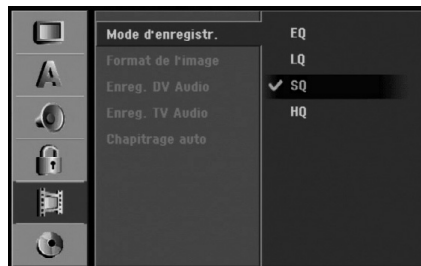 Mode d'enregistr.
Format de l'image
Enreg. DV Audio
Enreg. TV Audio
Chapitrage auto
EQ
LQ
SQ
HQ